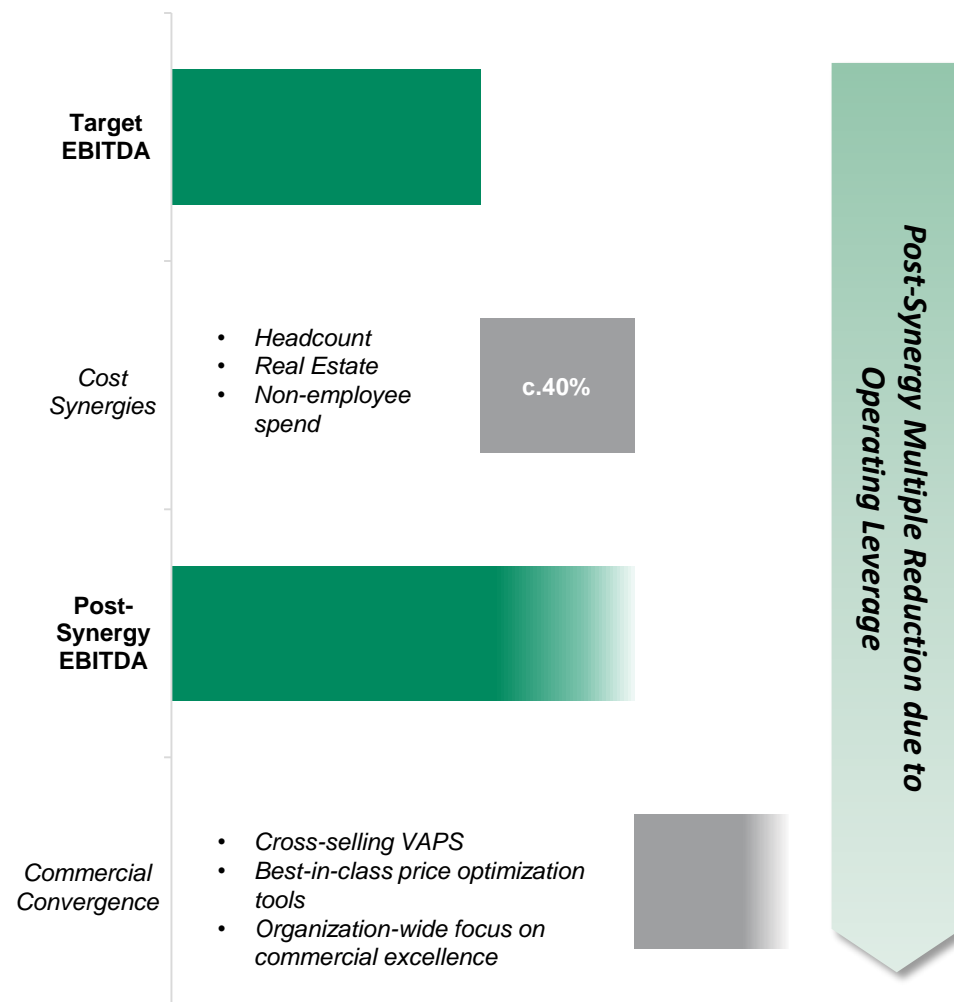 Target
EBITDA
Cost
Synergies
• Headcount
• Real Estate
• Non-employee
spend
c.40%
Post-
Synergy
EBITDA
Commercial
Convergence
• Cross-selling VAPS
• Best-in-class price optimization
tools
• Organization-wide focus on
commercial excellence
Post-Synergy Multiple Reduction due to
Operating Leverage